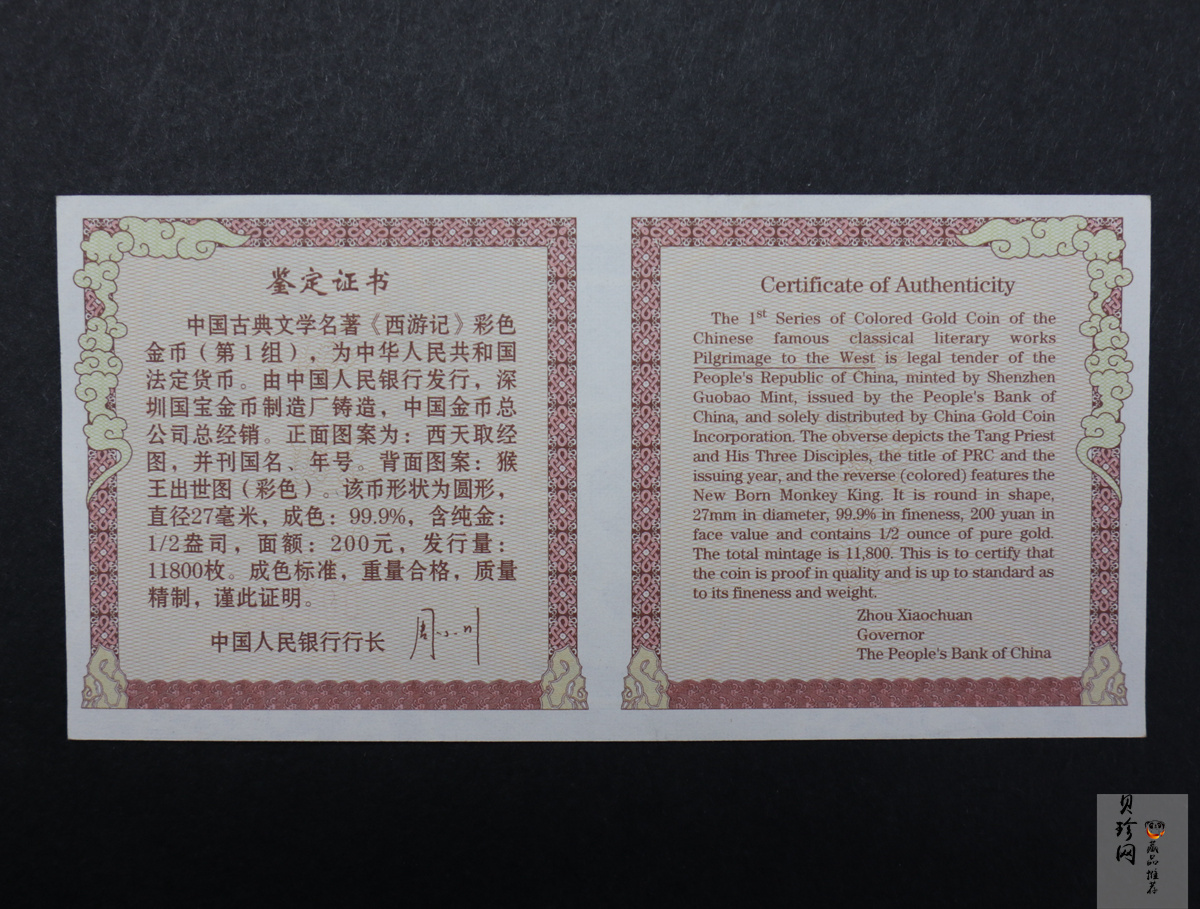 鉴定证书
中国古典文学名著《西游记》彩色
金币（第1组），为中华人民共和国
法定货币。由中国人民银行发行，深
圳国宝金币制造厂铸造，中国金币总
公司总经销。正面图案为：西天取经
图，并刊国名、年号。背面图案：猴
王出世图（彩色）。该币形状为圆形，
直径27毫米，成色：99.9%，含纯金：
1/2盎司，面额：200元，发行量：
11800枚。成色标准，重量合格，质量
精制，谨此证明。
中国人民银行行长 周小川
Certificate of Authenticity
The 1st Series of Colored Gold Coin of the
Chinese famous classical literary works
Pilgrimage to the West is legal tender of the
People's Republic of China, minted by Shenzhen
Guobao Mint, issued by the People's Bank of
China, and solely distributed by China Gold Coin
Incorporation. The obverse depicts the Tang Priest
and His Three Disciples, the title of PRC and the
issuing year, and the reverse (colored) features the
New Born Monkey King. It is round in shape,
27mm in diameter, 99.9% in fineness, 200 yuan in
face value and contains 1/2 ounce of pure gold.
The total mintage is 11,800. This is to certify that
the coin is proof in quality and is up to standard as
to its fineness and weight.
Zhou Xiaochuan
Governor
The People's Bank of China
贝珍网
藏品推荐